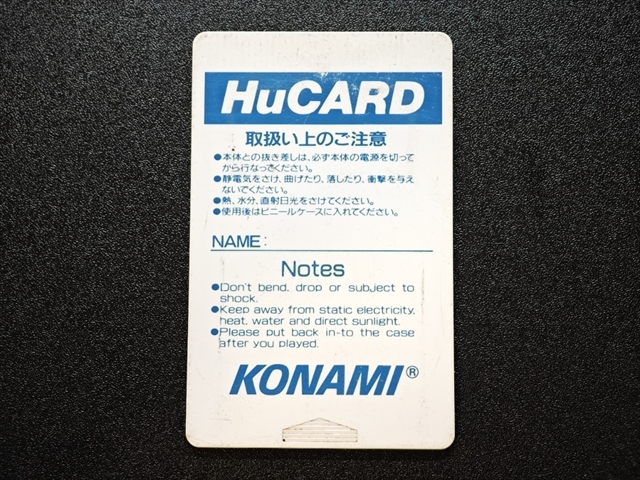 HuCARD
取扱い上のご注意
●本体との抜き差しは、必ず本体の電源を切って
から行なってください。
●静電気をさけ、曲げたり、落したり、衝撃を与え
ないでください。
●熱、水分、直射日光をさけてください。
●使用後はビニールケースに入れてください。
NAME:
Notes
●Don't bend, drop or subject to
shock.
●Keep away from static electricity,
heat, water and direct sunlight.
●Please put back in-to the case
after you played.
KONAMI®